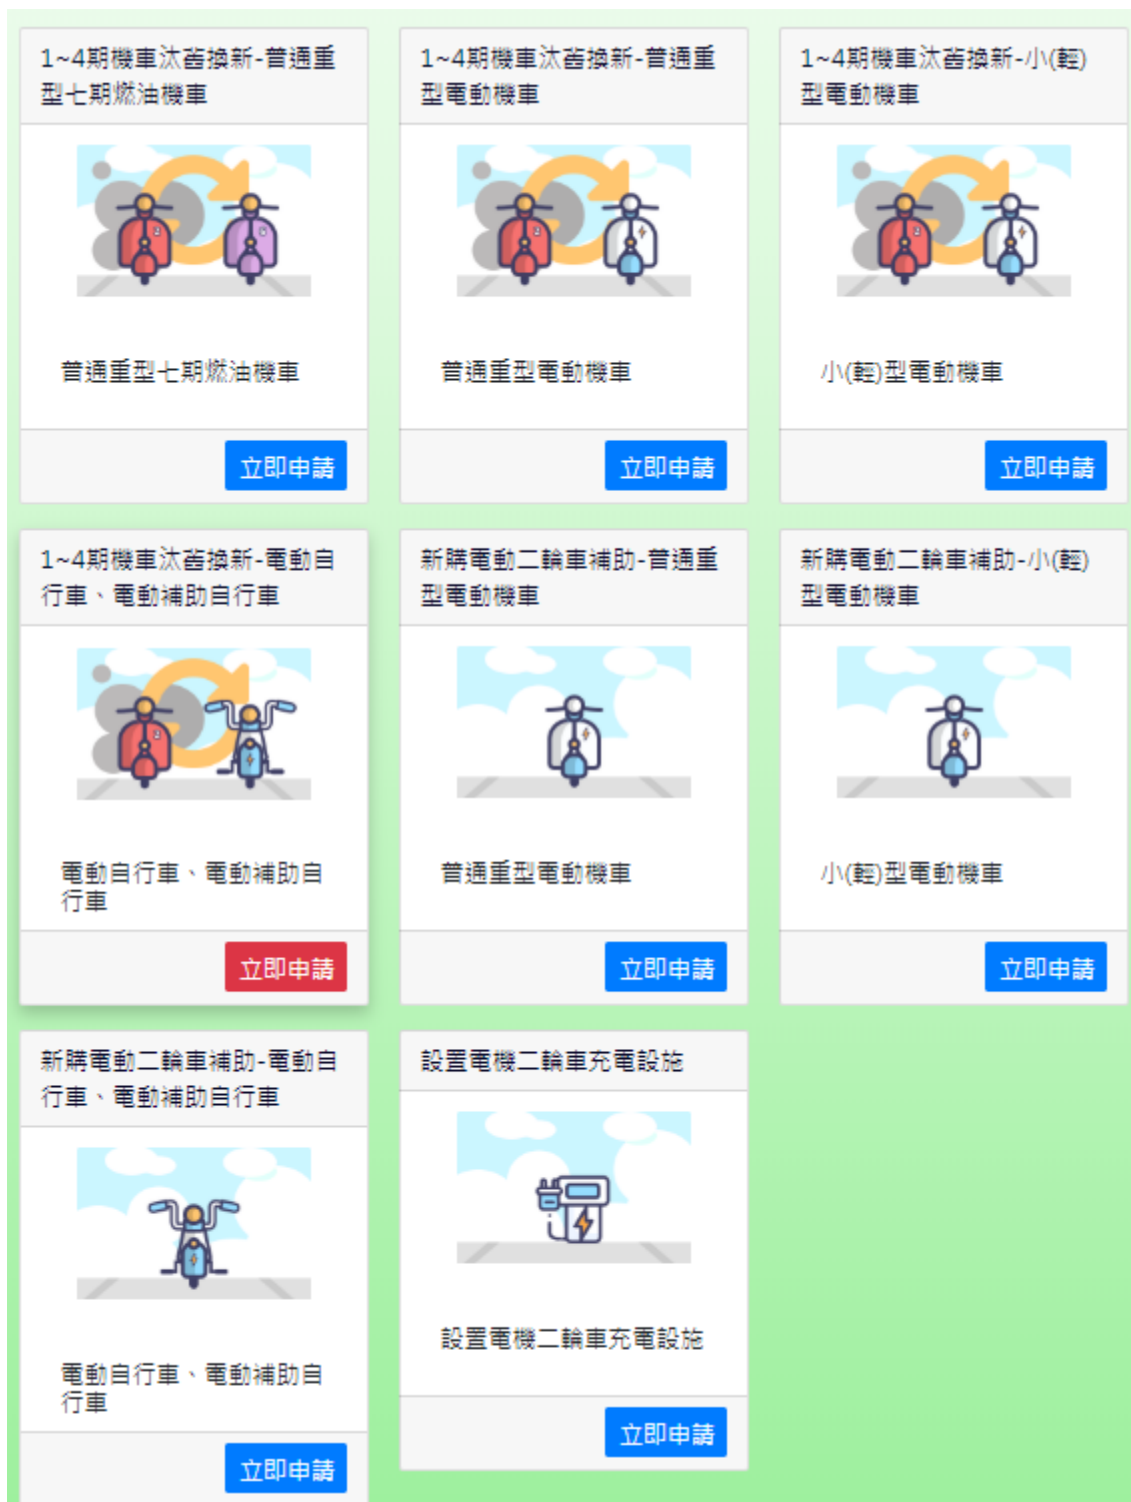 1~4期機車汰舊換新-普通重
型七期燃油機車
普通重型七期燃油機車
立即申請
1~4期機車汰舊換新-普通重
型電動機車
普通重型電動機車
立即申請
1~4期機車汰舊換新-小(輕)
型電動機車
小(輕)型電動機車
立即申請
1~4期機車汰舊換新-電動自
行車、電動補助自行車
電動自行車、電動補助自
行車
立即申請
新購電動二輪車補助-普通重
型電動機車
普通重型電動機車
立即申請
新購電動二輪車補助-小(輕)
型電動機車
小(輕)型電動機車
立即申請
新購電動二輪車補助-電動自
行車、電動補助自行車
電動自行車、電動補助自
行車
立即申請
設置電機二輪車充電設施
設置電機二輪車充電設施
立即申請